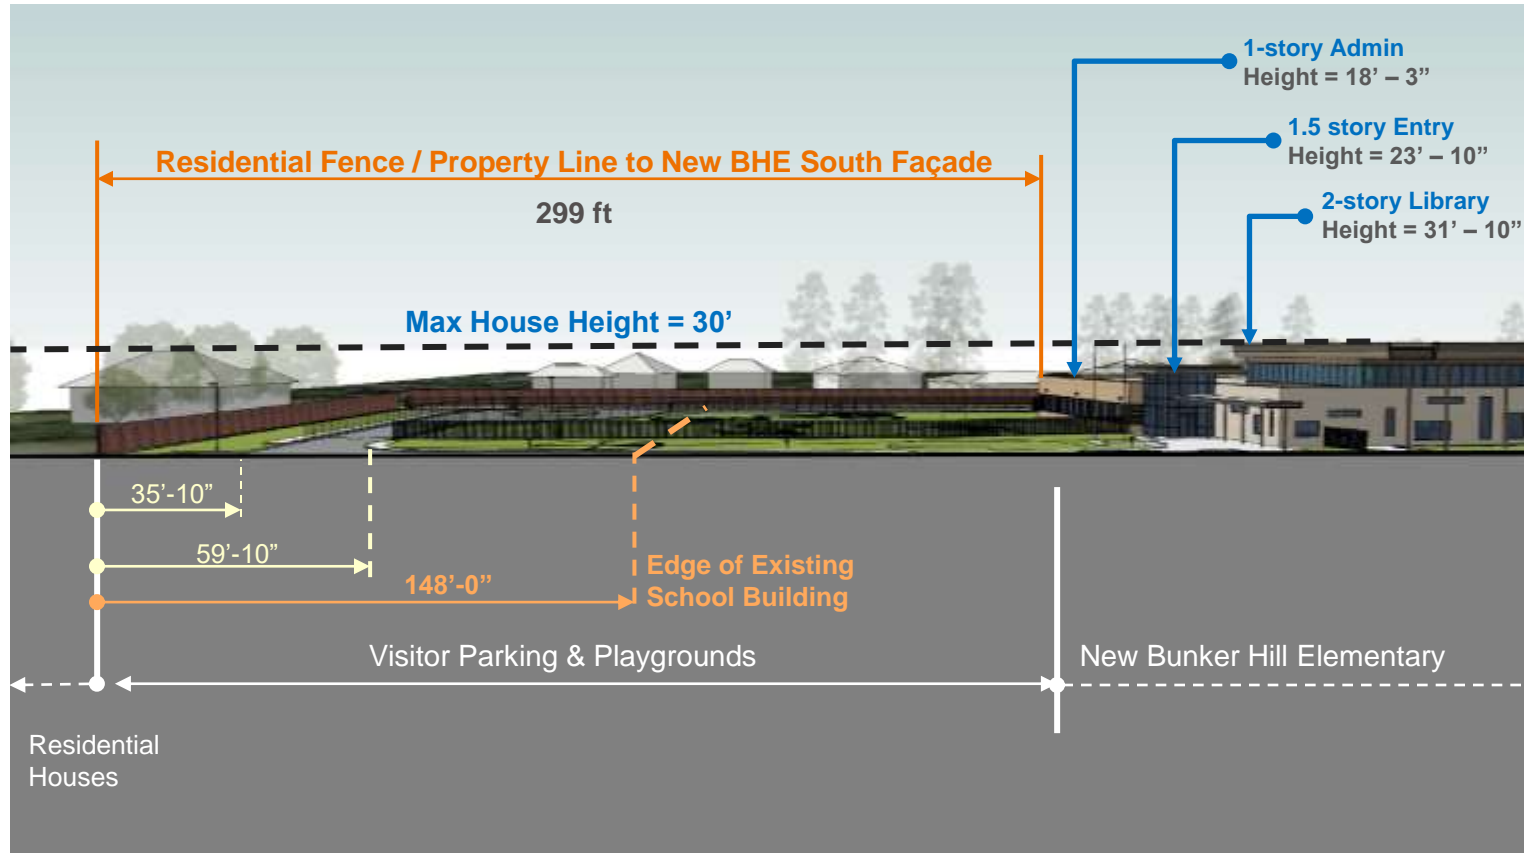 1-story Admin
Height = 18’ – 3”
1.5 story Entry
Height = 23’ – 10”
Residential Fence / Property Line to New BHE South Façade
299 ft
2-story Library
Height = 31’ – 10”
Max House Height = 30’
35’-10”
59’-10”
148’-0”
Edge of Existing
School Building
Visitor Parking & Playgrounds
New Bunker Hill Elementary
Residential
Houses